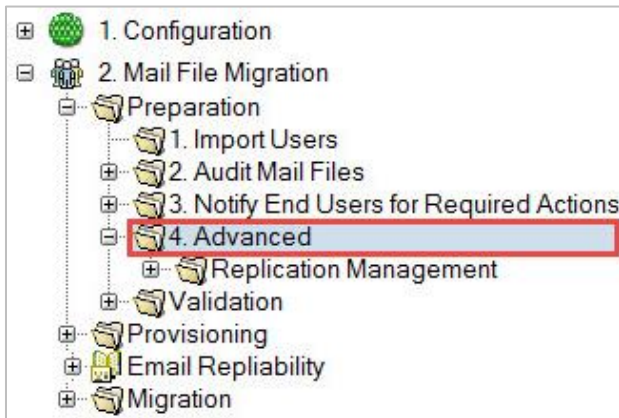 1. Configuration
2. Mail File Migration
Preparation
1. Import Users
2. Audit Mail Files
3. Notify End Users for Required Actions
4. Advanced
Replication Management
Validation
Provisioning
Email Repliability
Migration